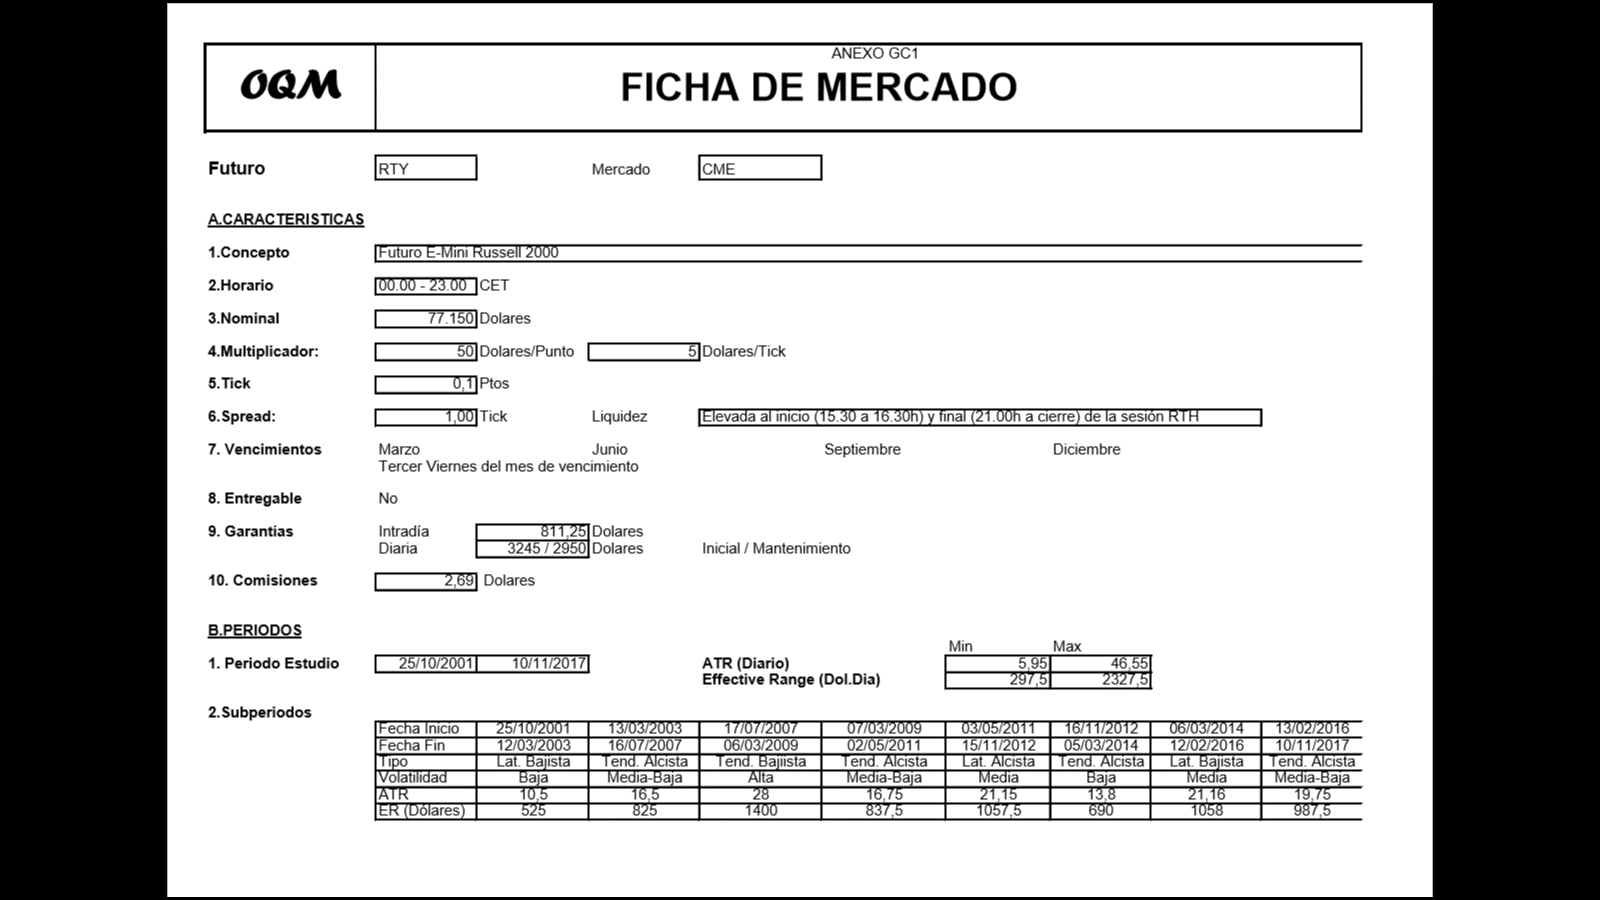 ANEXO GC1
OQM
FICHA DE MERCADO
Futuro RTY Mercado CME
A.CARACTERISTICAS
1.Concepto Futuro E-Mini Russell 2000
2.Horario 00.00 - 23.00 CET
3.Nominal 77.150 Dolares
4.Multiplicador: 50 Dolares/Punto 5 Dolares/Tick
5.Tick 0,1 Ptos
6.Spread: 1,00 Tick Liquidez Elevada al inicio (15.30 a 16.30h) y final (21.00h a cierre) de la sesión RTH
7. Vencimientos Marzo Junio Septiembre Diciembre
Tercer Viernes del mes de vencimiento
8. Entregable No
9. Garantías Intradía 811,25 Dolares
Diaria 3245 / 2950 Dolares Inicial / Mantenimiento
10. Comisiones 2,69 Dolares
B.PERIODOS
Min Max
1. Periodo Estudio 25/10/2001 10/11/2017 ATR (Diario) 5,95 46,55
Effective Range (Dol.Dia) 297,5 2327,5
2.Subperiodos
Fecha Inicio 25/10/2001 13/03/2003 17/07/2007 07/03/2009 03/05/2011 16/11/2012 06/03/2014 13/02/2016
Fecha Fin 12/03/2003 16/07/2007 06/03/2009 02/05/2011 15/11/2012 05/03/2014 12/02/2016 10/11/2017
Tipo Lat. Bajista Tend. Alcista Tend. Bajiista Tend. Alcista Lat. Alcista Tend. Alcista Lat. Bajista Tend. Alcista
Volatilidad Baja Media-Baja Alta Media-Baja Media Baja Media Media-Baja
ATR 10,5 16,5 28 16,75 21,15 13,8 21,16 19,75
ER (Dólares) 525 825 1400 837,5 1057,5 690 1058 987,5